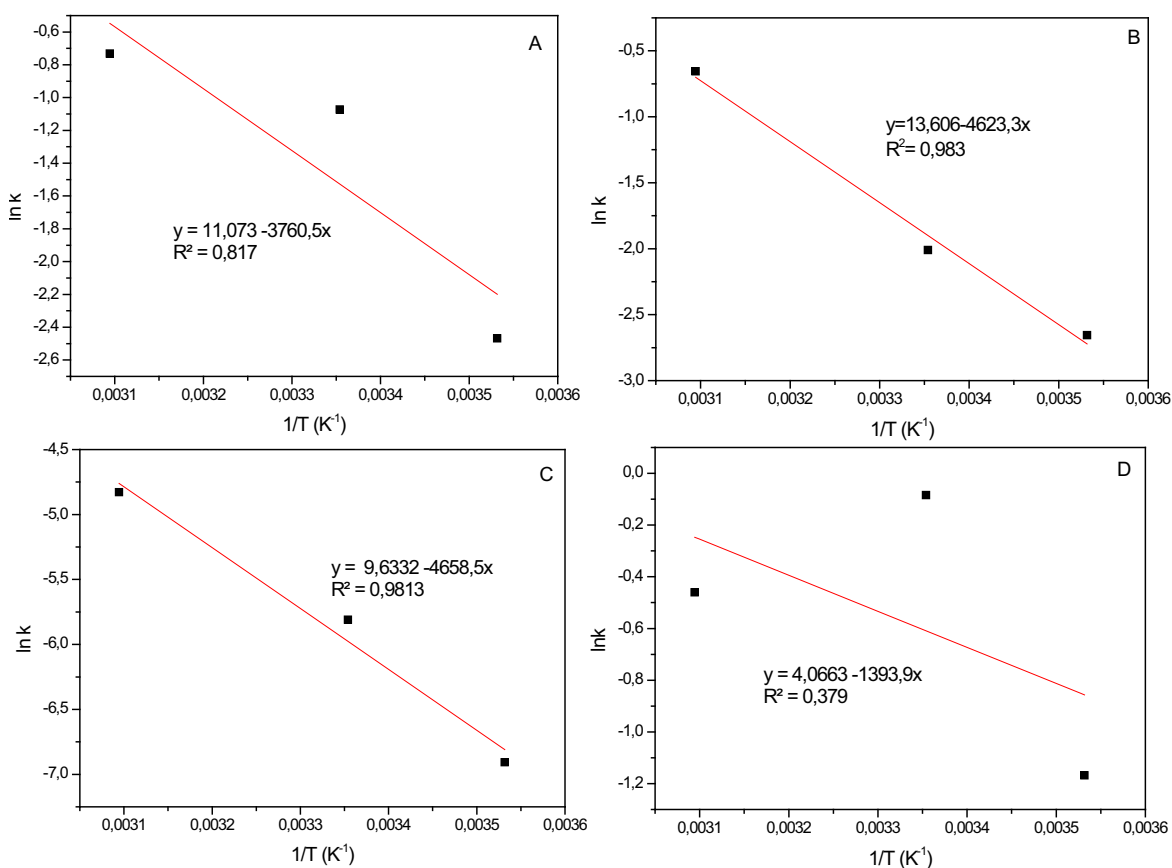 A
-0,6
-0,8
-1,0
-1,2
-1,4
-1,6
-1,8
-2,0
-2,2
-2,4
-2,6
ln k
y = 11,073 -3760,5x
R² = 0,817
0,0031 0,0032 0,0033 0,0034 0,0035 0,0036
1/T (K⁻¹)
B
-0,5
-1,0
-1,5
-2,0
-2,5
-3,0
ln k
y=13,606-4623,3x
R²= 0,983
0,0031 0,0032 0,0033 0,0034 0,0035 0,0036
1/T (K⁻¹)
C
-4,5
-5,0
-5,5
-6,0
-6,5
-7,0
ln k
y = 9,6332 -4658,5x
R² = 0,9813
0,0031 0,0032 0,0033 0,0034 0,0035 0,0036
1/T (K⁻¹)
D
0,0
-0,2
-0,4
-0,6
-0,8
-1,0
-1,2
lnk
y = 4,0663 -1393,9x
R² = 0,379
0,0031 0,0032 0,0033 0,0034 0,0035 0,0036
1/T (K⁻¹)